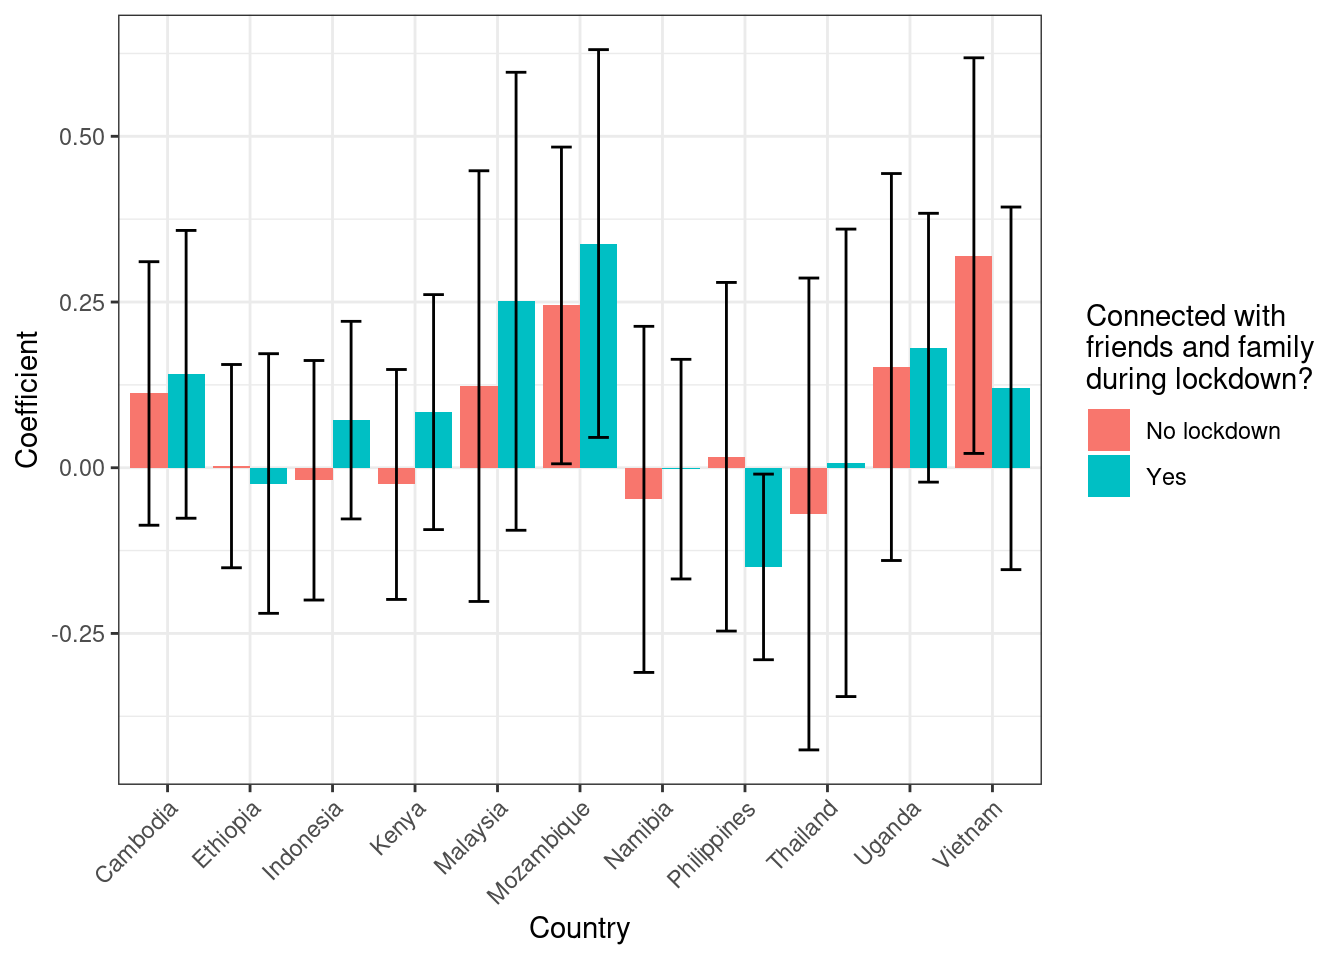 0.50
0.25
0.00
-0.25
Coefficient
Cambodia
Ethiopia
Indonesia
Kenya
Malaysia
Mozambique
Namibia
Philippines
Thailand
Uganda
Vietnam
Country
Connected with
friends and family
during lockdown?
No lockdown
Yes